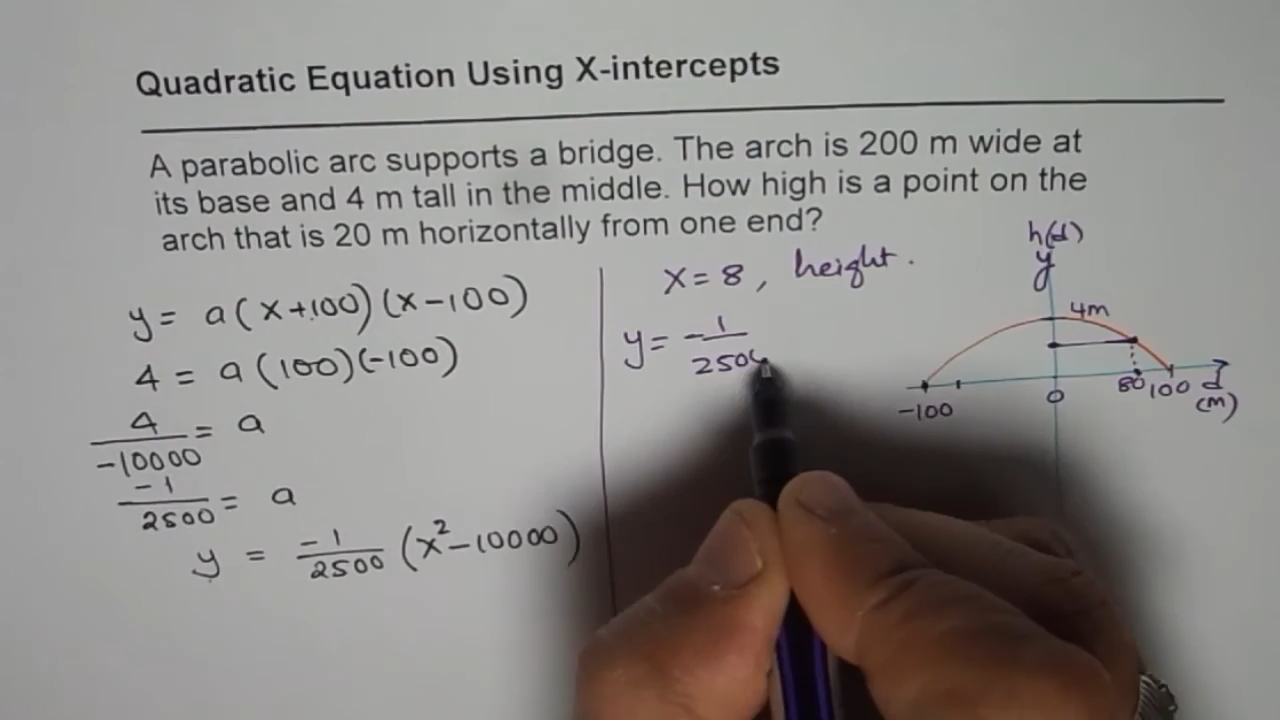 Quadratic Equation Using X-intercepts
A parabolic arc supports a bridge. The arch is 200 m wide at
its base and 4 m tall in the middle. How high is a point on the
arch that is 20 m horizontally from one end?
y = a(x+100)(x-100)
4 = a(100)(-100)
4/-10000 = a
-1/2500 = a
y = -1/2500 (x²-10000)
x=8, height.
y= -1/2500
h(d)
y
4m
-100
0
80
100
d
(m)